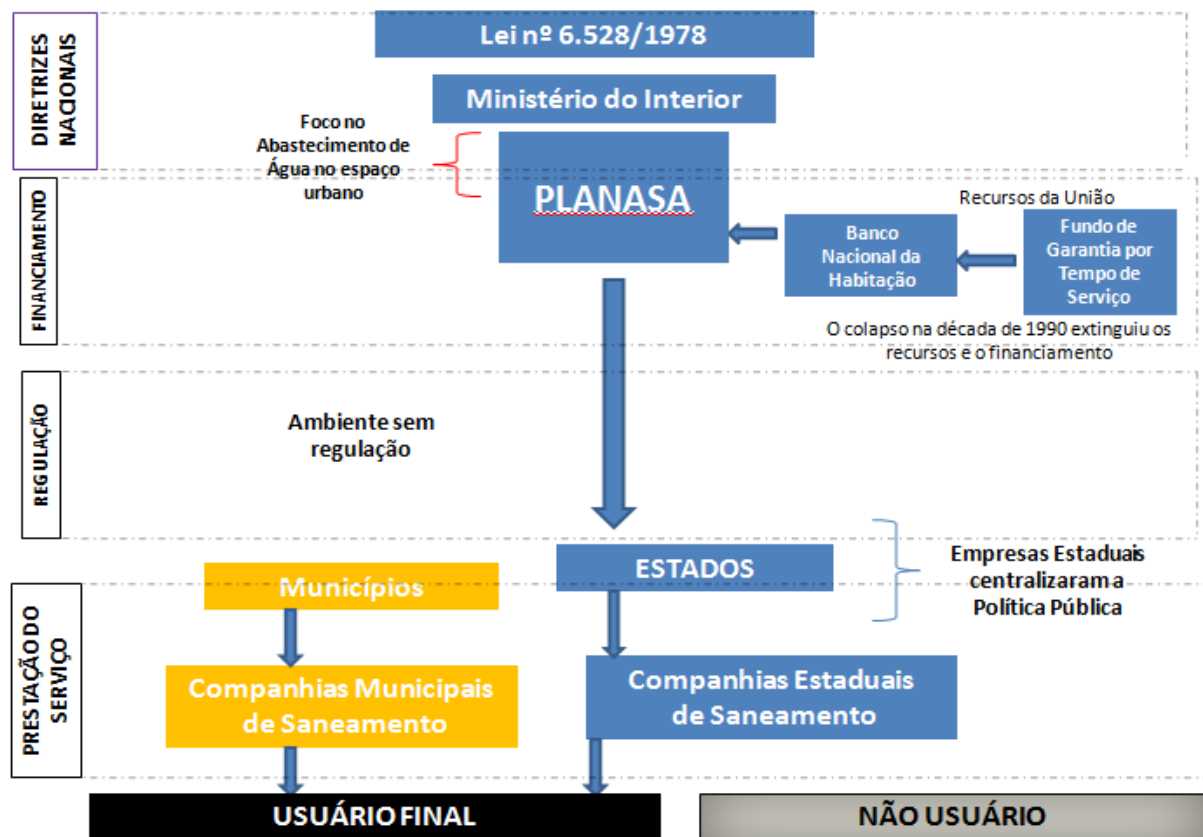 DIRETRIZES
NACIONAIS
Lei nº 6.528/1978
Ministério do Interior
Foco no
Abastecimento de
Água no espaço
urbano
PLANASA
FINANCIAMENTO
Recursos da União
Banco
Nacional da
Habitação
Fundo de
Garantia por
Tempo de
Serviço
O colapso na década de 1990 extinguiu os
recursos e o financiamento
REGULAÇÃO
Ambiente sem
regulação
PRESTAÇÃO DO
SERVIÇO
Municípios
ESTADOS
Empresas Estaduais
centralizaram a
Política Pública
Companhias Municipais
de Saneamento
Companhias Estaduais
de Saneamento
USUÁRIO FINAL
NÃO USUÁRIO